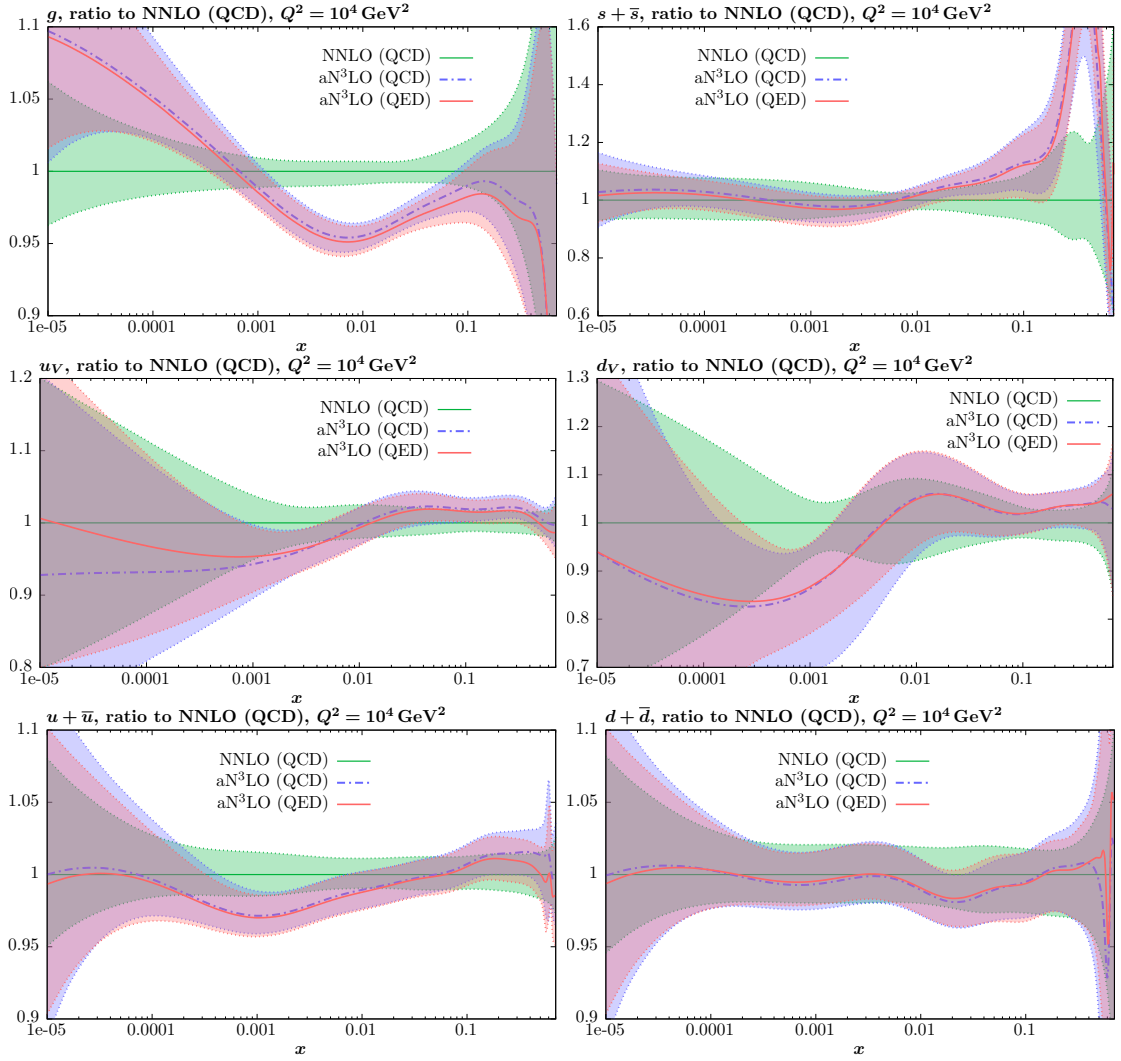 g, ratio to NNLO (QCD), Q² = 10⁴ GeV²
1.1
1.05
1
0.95
0.9
NNLO (QCD)
aN³LO (QCD)
aN³LO (QED)
1e-05 0.0001 0.001 0.01 0.1
x
s + s̅, ratio to NNLO (QCD), Q² = 10⁴ GeV²
1.6
1.4
1.2
1
0.8
0.6
NNLO (QCD)
aN³LO (QCD)
aN³LO (QED)
1e-05 0.0001 0.001 0.01 0.1
x
u_V, ratio to NNLO (QCD), Q² = 10⁴ GeV²
1.2
1.1
1
0.9
0.8
NNLO (QCD)
aN³LO (QCD)
aN³LO (QED)
1e-05 0.0001 0.001 0.01 0.1
x
d_V, ratio to NNLO (QCD), Q² = 10⁴ GeV²
1.3
1.2
1.1
1
0.9
0.8
0.7
NNLO (QCD)
aN³LO (QCD)
aN³LO (QED)
1e-05 0.0001 0.001 0.01 0.1
x
u + u̅, ratio to NNLO (QCD), Q² = 10⁴ GeV²
1.1
1.05
1
0.95
0.9
NNLO (QCD)
aN³LO (QCD)
aN³LO (QED)
1e-05 0.0001 0.001 0.01 0.1
x
d + d̅, ratio to NNLO (QCD), Q² = 10⁴ GeV²
1.1
1.05
1
0.95
0.9
NNLO (QCD)
aN³LO (QCD)
aN³LO (QED)
1e-05 0.0001 0.001 0.01 0.1
x